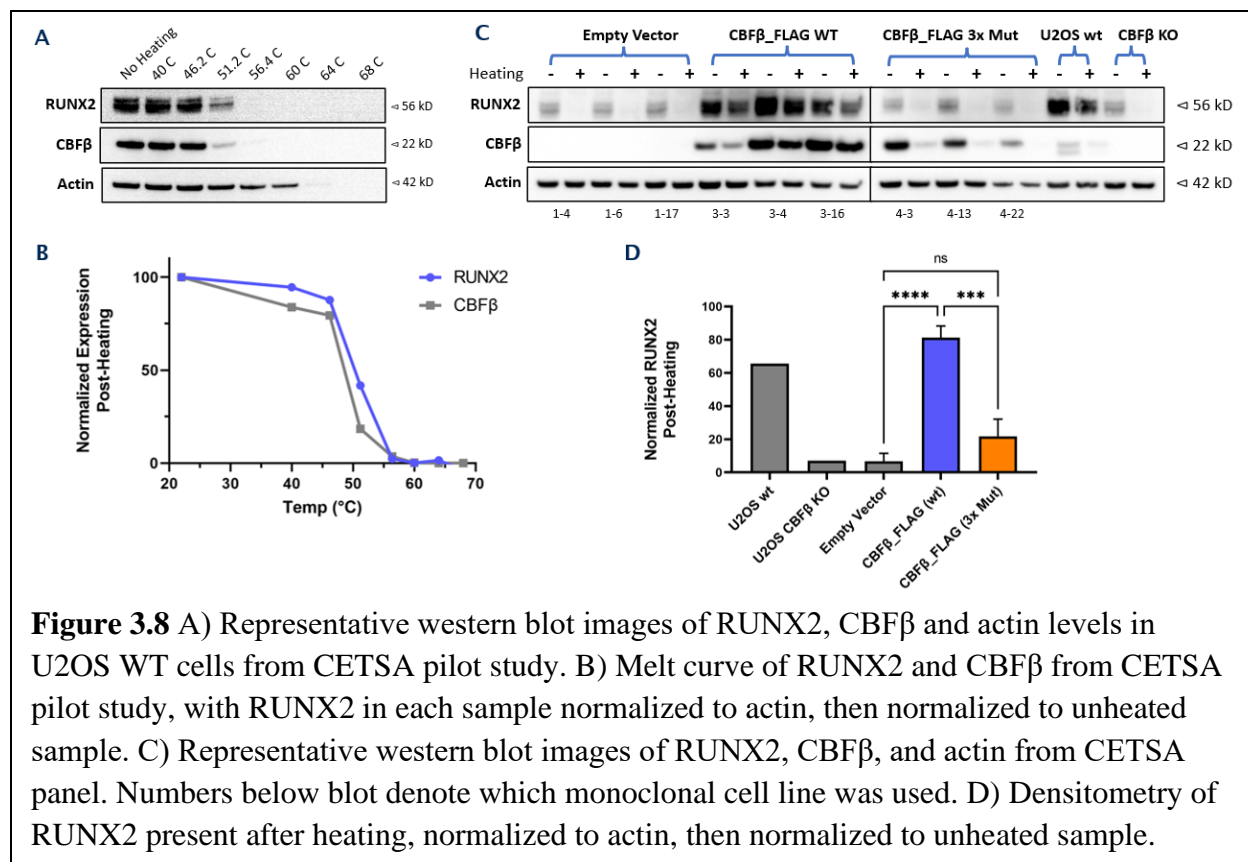 A
No Heating
40 C
46.2 C
51.2 C
56.4 C
60 C
64 C
68 C
RUNX2
◅ 56 kD
CBFβ
◅ 22 kD
Actin
◅ 42 kD
C
Empty Vector
CBFβ_FLAG WT
CBFβ_FLAG 3x Mut
U2OS wt
CBFβ KO
Heating - + - + - + - + - + - + - + - + - + - + - +
RUNX2
◅ 56 kD
CBFβ
◅ 22 kD
Actin
◅ 42 kD
1-4 1-6 1-17 3-3 3-4 3-16 4-3 4-13 4-22
B
Normalized Expression
Post-Heating
100
50
0
20 30 40 50 60 70
Temp (°C)
RUNX2
CBFβ
D
Normalized RUNX2
Post-Heating
100
80
60
40
20
0
ns
**** ***
U2OS wt
U2OS CBFβ KO
Empty Vector
CBFβ_FLAG (wt)
CBFβ_FLAG (3x Mut)
Figure 3.8 A) Representative western blot images of RUNX2, CBFβ and actin levels in
U2OS WT cells from CETSA pilot study. B) Melt curve of RUNX2 and CBFβ from CETSA
pilot study, with RUNX2 in each sample normalized to actin, then normalized to unheated
sample. C) Representative western blot images of RUNX2, CBFβ, and actin from CETSA
panel. Numbers below blot denote which monoclonal cell line was used. D) Densitometry of
RUNX2 present after heating, normalized to actin, then normalized to unheated sample.